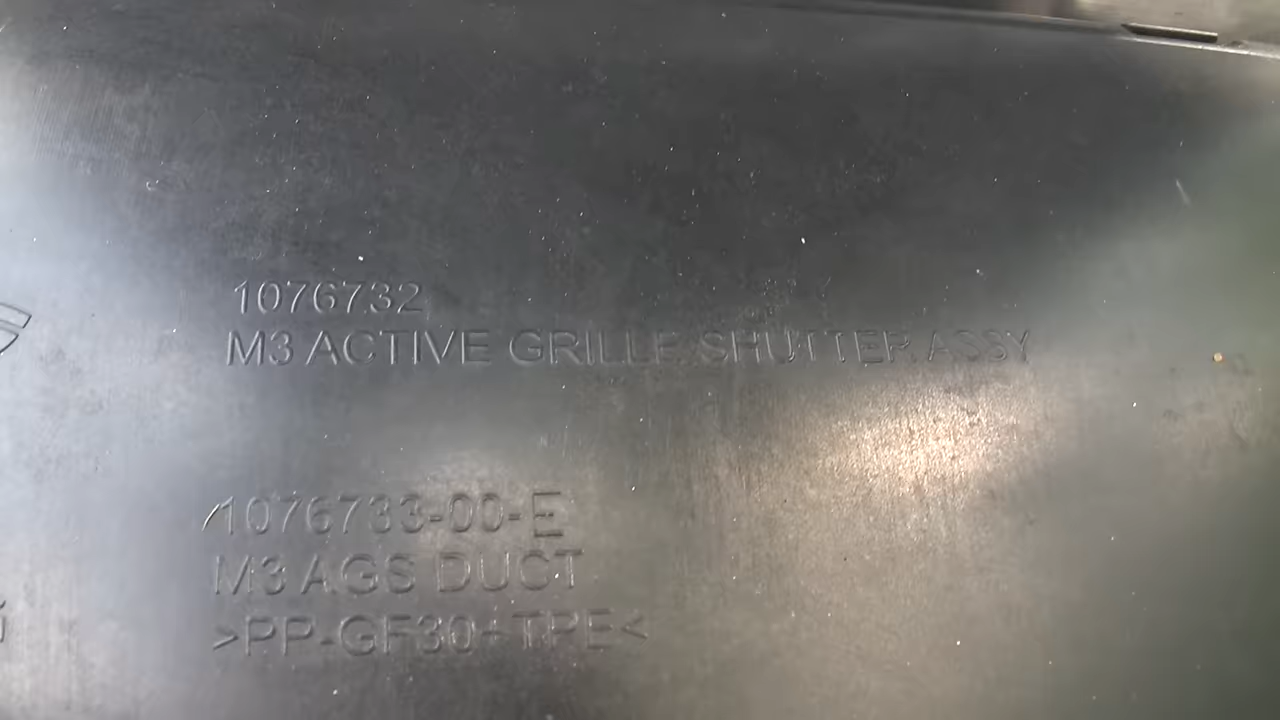 1076732
M3 ACTIVE GRILLE SHUTTER ASSY
1076733-00-E
M3 AGS DUCT
>PP-GF30+TPE<